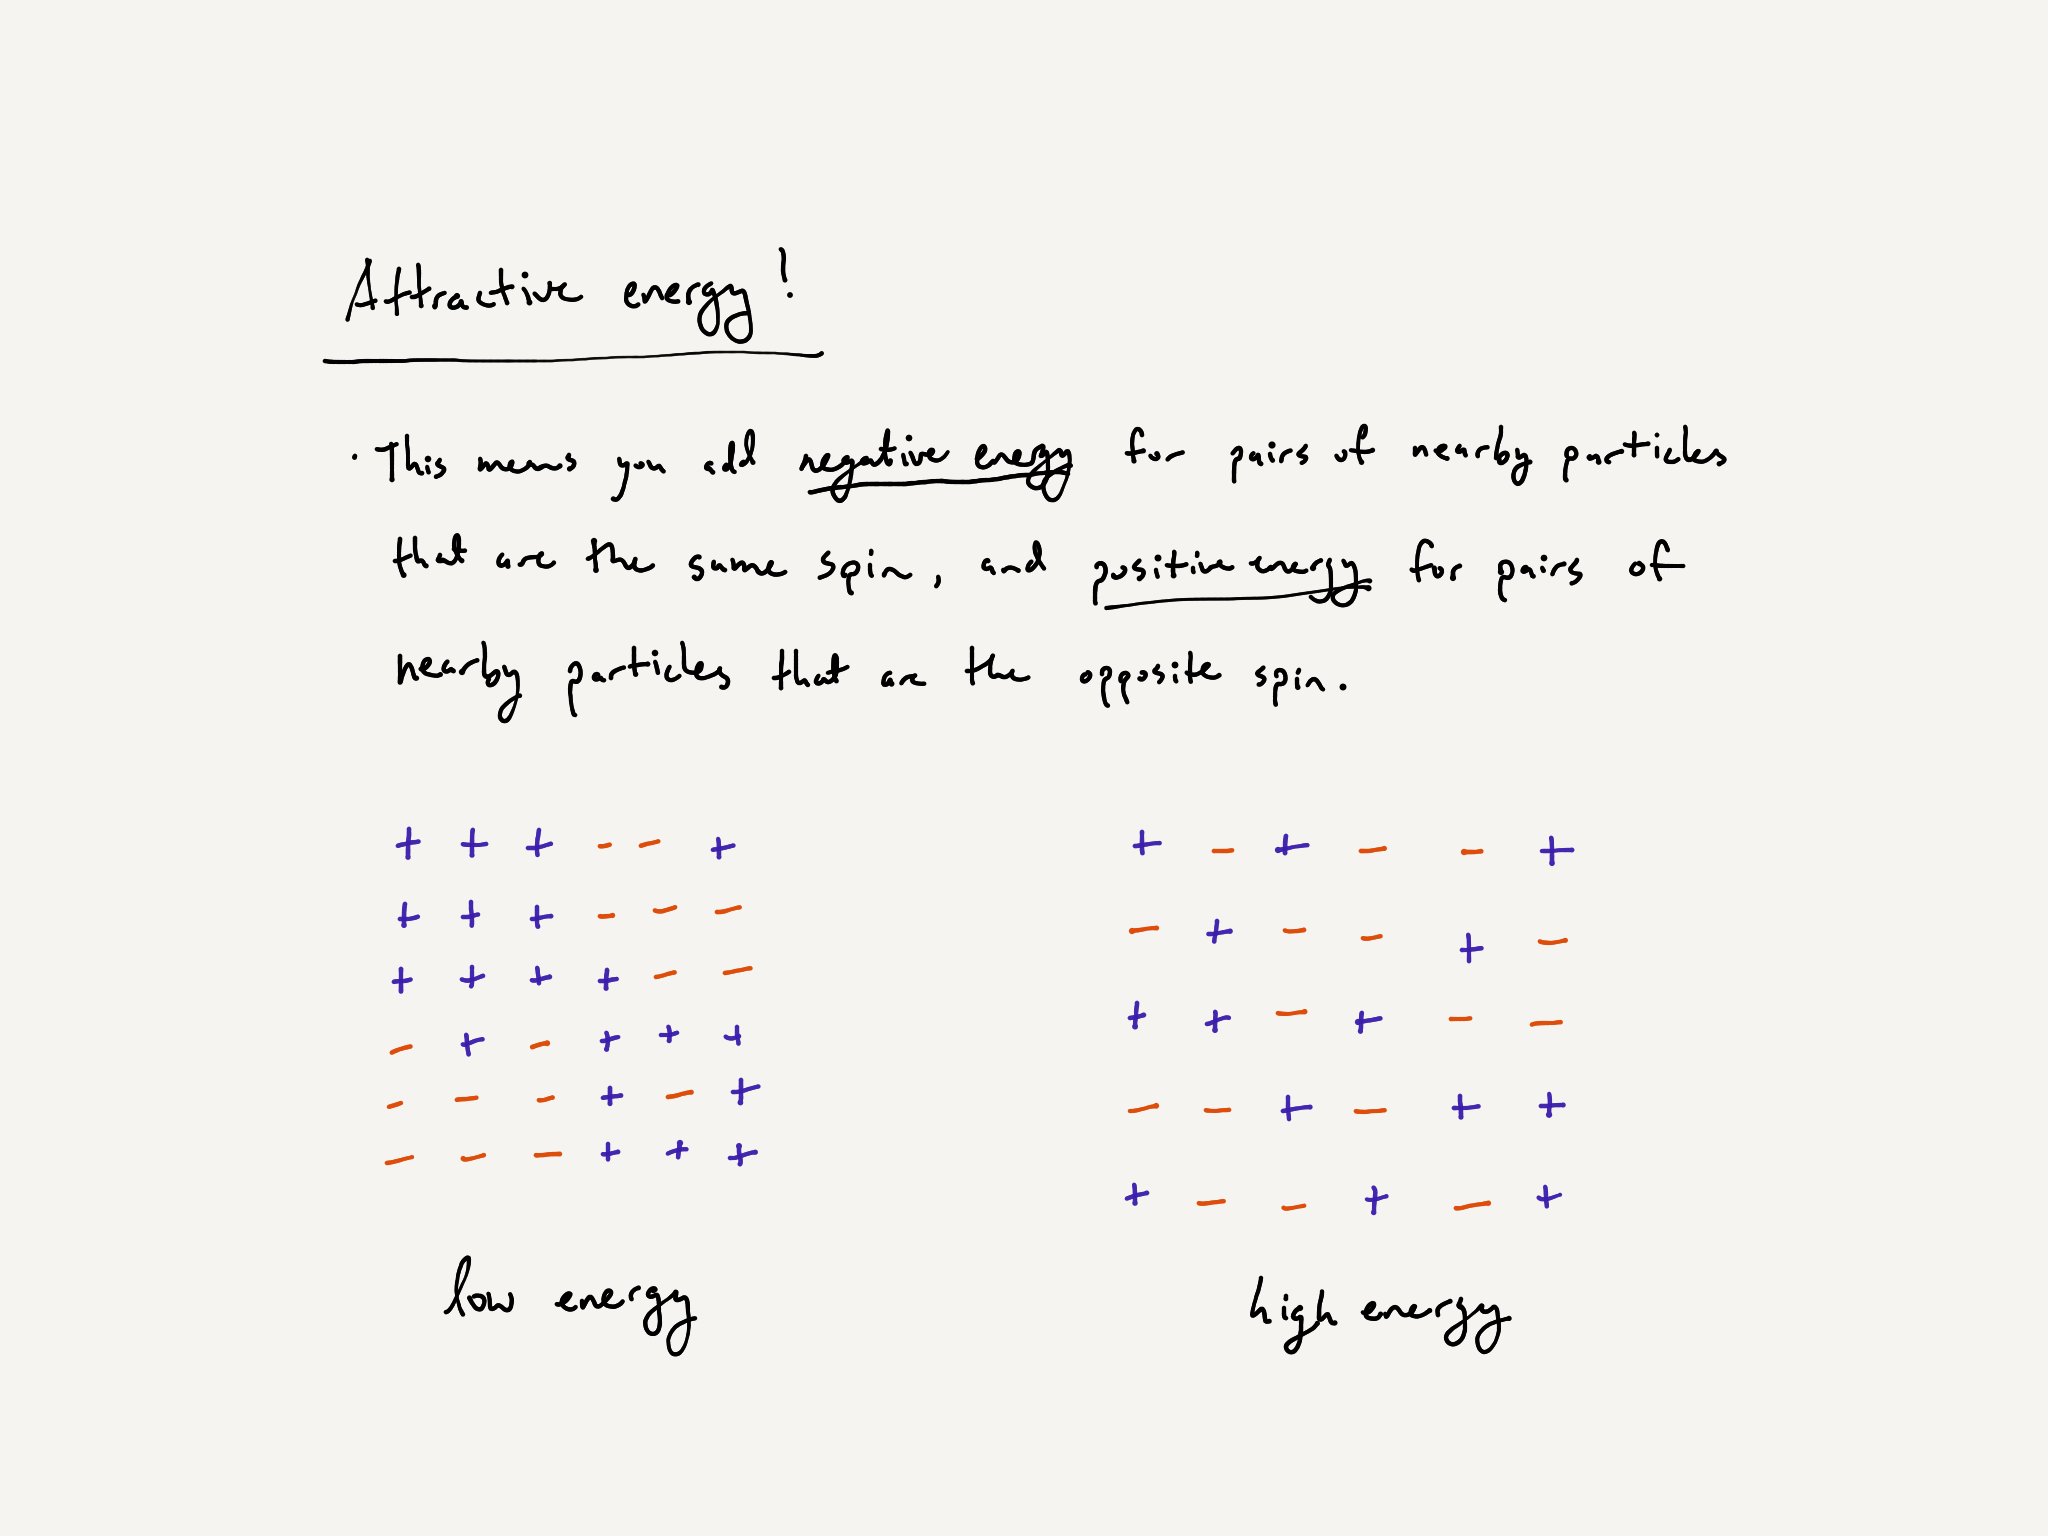 Attractive energy!
· This means you add negative energy for pairs of nearby particles
that are the same spin, and positive energy for pairs of
nearby particles that are the opposite spin.
+ + + - - +
+ + + - - -
+ + + + - -
- + - + + +
- - - + - +
- - - + + +
low energy
+ - + - - +
- + - - + -
+ + - + - -
- - + - + +
+ - - + - +
high energy